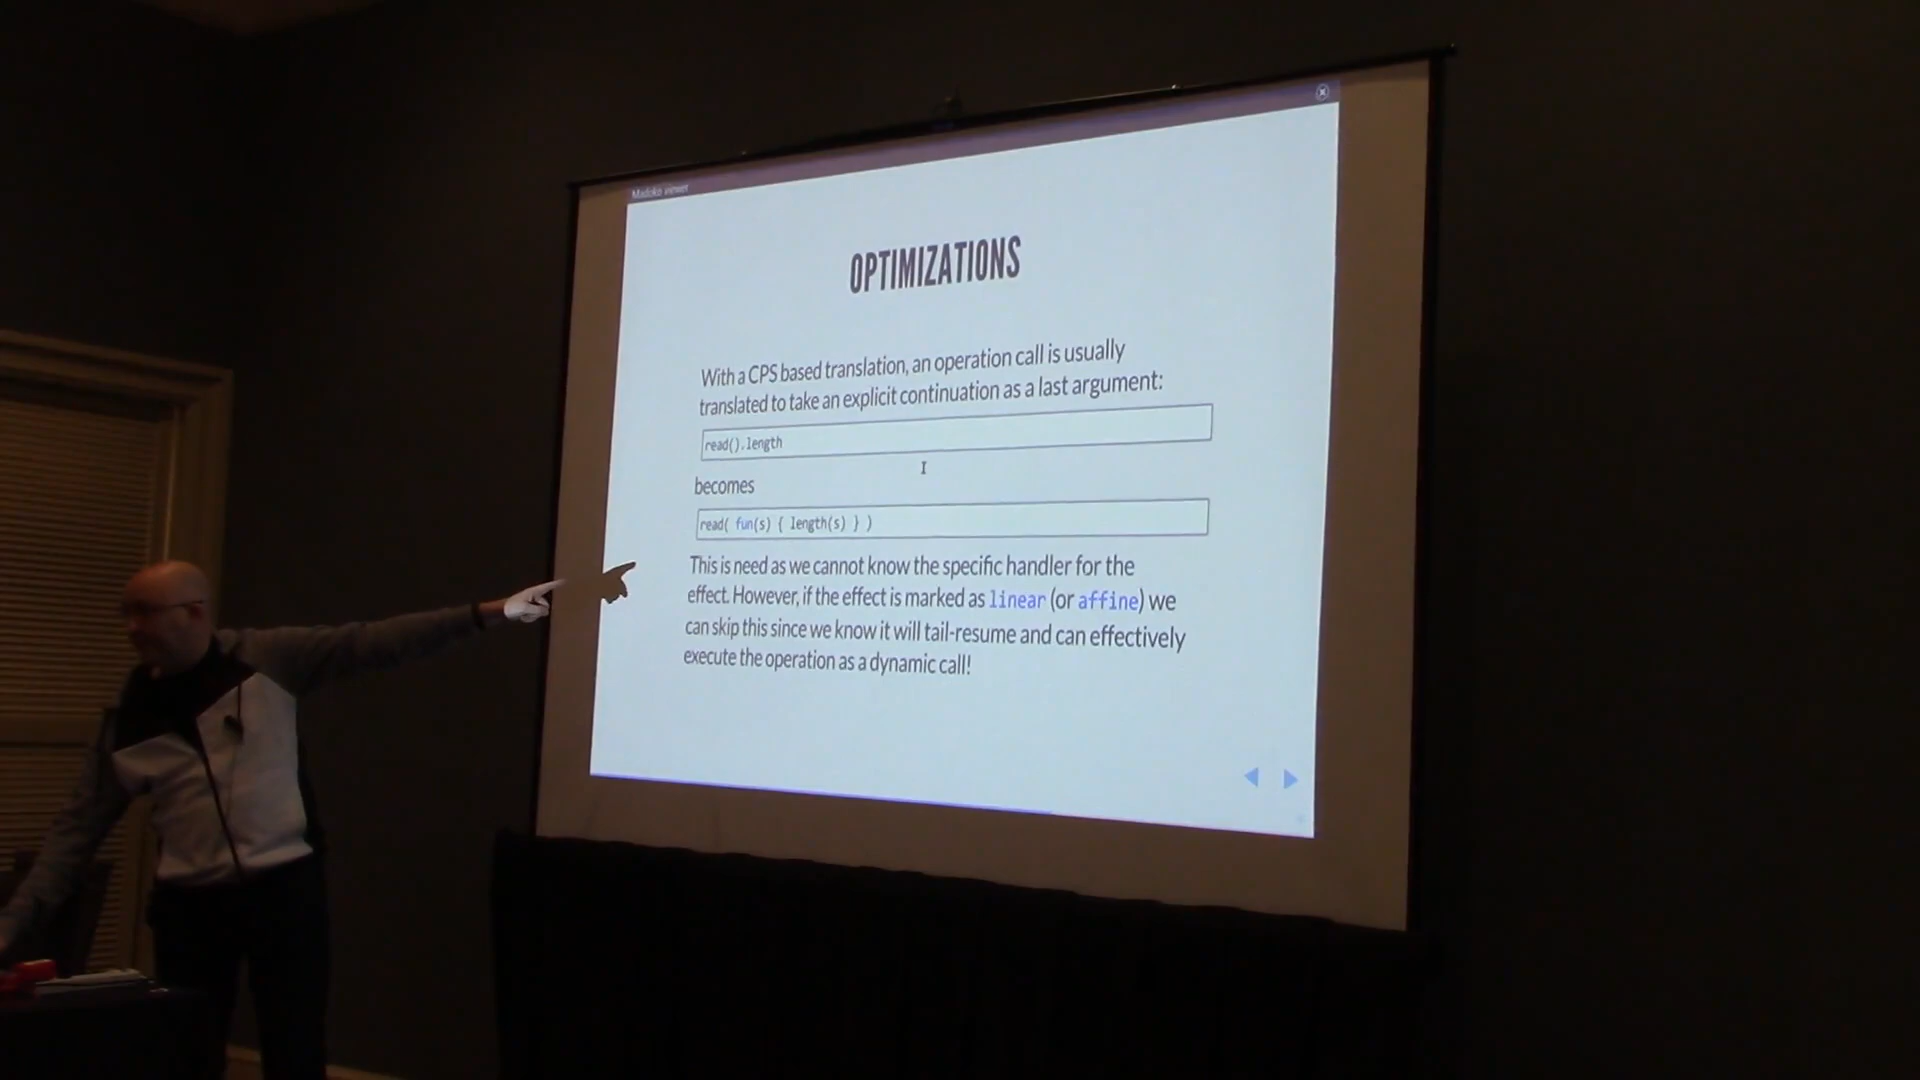 Madoko viewer
OPTIMIZATIONS
With a CPS based translation, an operation call is usually
translated to take an explicit continuation as a last argument:
read().length
becomes
read( fun(s) { length(s) } )
This is need as we cannot know the specific handler for the
effect. However, if the effect is marked as linear (or affine) we
can skip this since we know it will tail-resume and can effectively
execute the operation as a dynamic call!